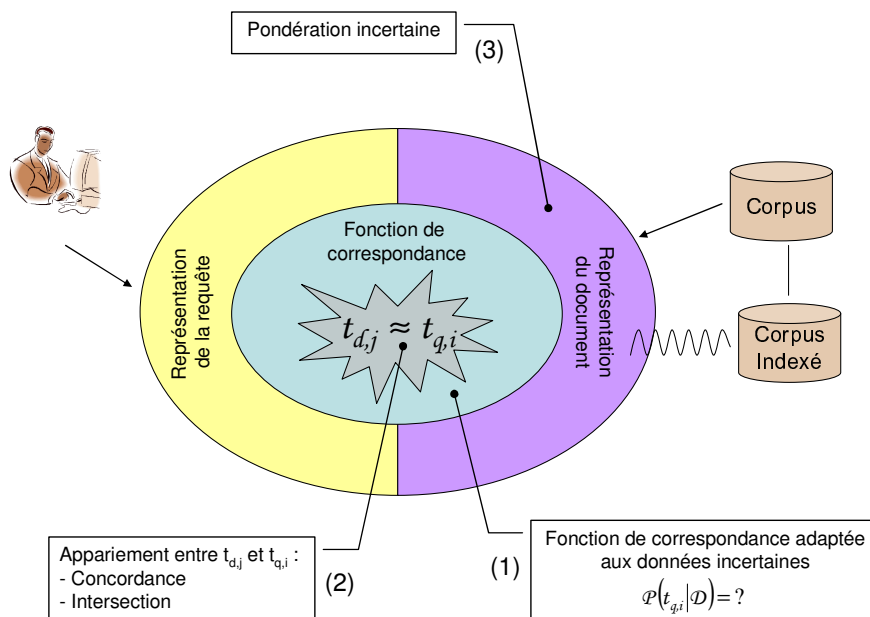 Pondération incertaine
(3)
Corpus
Corpus
Indexé
Fonction de
correspondance
Représentation
de la requête
Représentation
du document
t_{d,j} ≈ t_{q,i}
Appariement entre t_{d,j} et t_{q,i} :
- Concordance
- Intersection
(2)
(1)
Fonction de correspondance adaptée
aux données incertaines
𝒫(t_{q,i}|𝒟) = ?